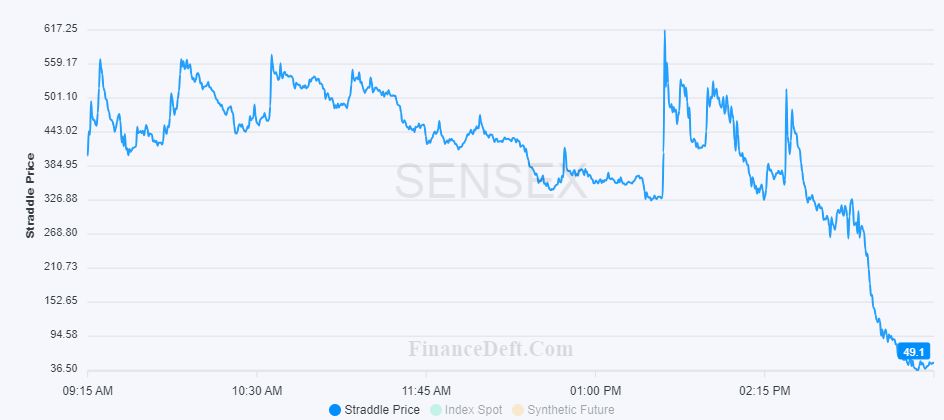 617.25
559.17
501.10
443.02
384.95
326.88
268.80
210.73
152.65
94.58
36.50
Straddle Price
SENSEX
FinanceDeft.Com
49.1
09:15 AM 10:30 AM 11:45 AM 01:00 PM 02:15 PM
Straddle Price Index Spot Synthetic Future